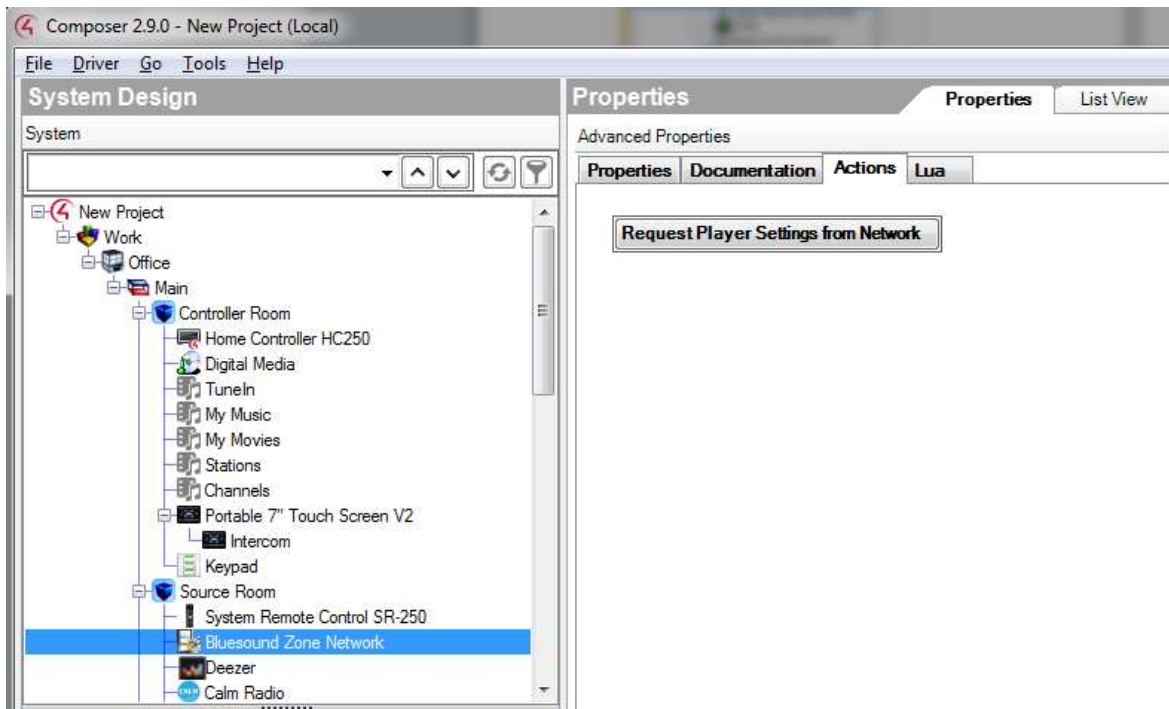 Composer 2.9.0 - New Project (Local)
File Driver Go Tools Help
System Design
System
New Project
Work
Office
Main
Controller Room
Home Controller HC250
Digital Media
TuneIn
My Music
My Movies
Stations
Channels
Portable 7" Touch Screen V2
Intercom
Keypad
Source Room
System Remote Control SR-250
Bluesound Zone Network
Deezer
Calm Radio
Properties
Properties List View
Advanced Properties
Properties Documentation Actions Lua
Request Player Settings from Network